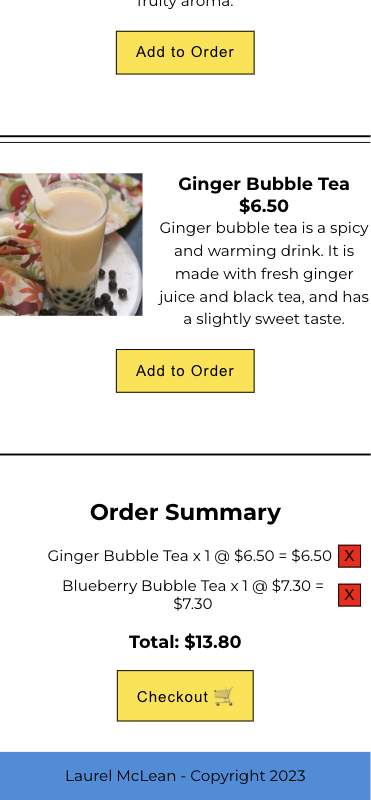 fruity aroma.
Add to Order
Ginger Bubble Tea
$6.50
Ginger bubble tea is a spicy
and warming drink. It is
made with fresh ginger
juice and black tea, and has
a slightly sweet taste.
Add to Order
Order Summary
Ginger Bubble Tea x 1 @ $6.50 = $6.50 X
Blueberry Bubble Tea x 1 @ $7.30 =
$7.30 X
Total: $13.80
Checkout 🛒
Laurel McLean - Copyright 2023